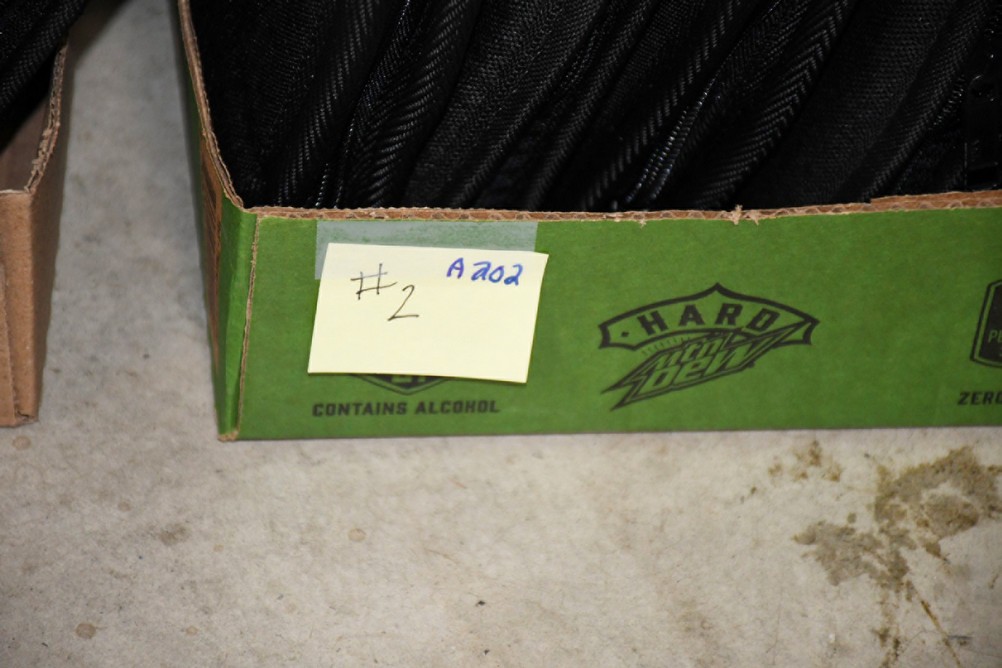 A202
#2
HARD
mtn
DEW
CONTAINS ALCOHOL
ZERO